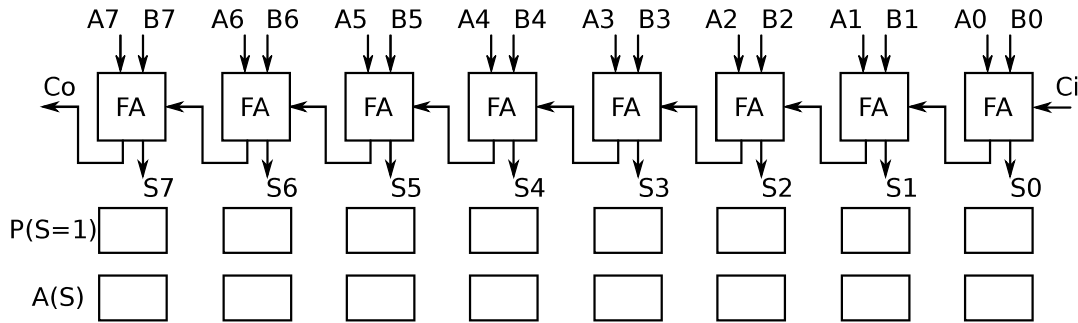 A7 B7 A6 B6 A5 B5 A4 B4 A3 B3 A2 B2 A1 B1 A0 B0
Co Ci
FA FA FA FA FA FA FA FA
S7 S6 S5 S4 S3 S2 S1 S0
P(S=1)
A(S)